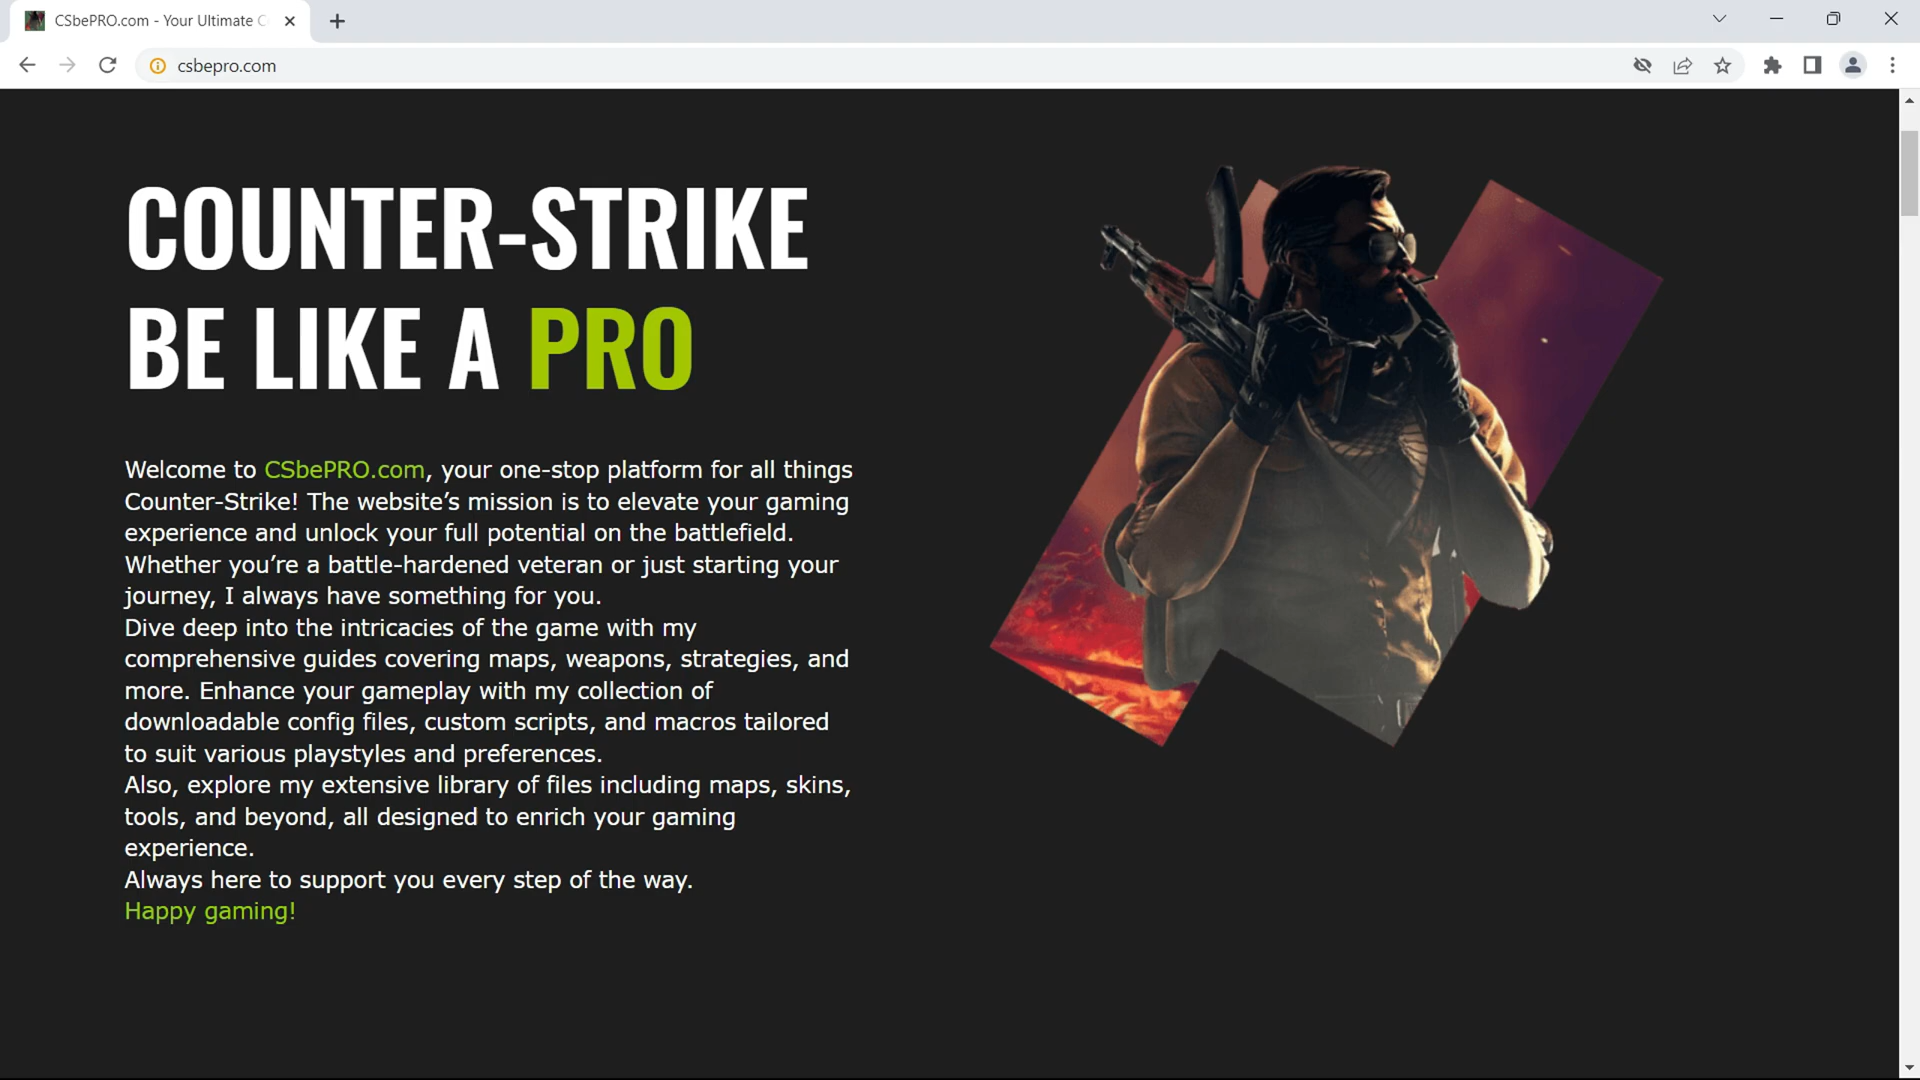 CSbePRO.com - Your Ultimate C
csbepro.com
COUNTER-STRIKE
BE LIKE A PRO
Welcome to CSbePRO.com, your one-stop platform for all things
Counter-Strike! The website’s mission is to elevate your gaming
experience and unlock your full potential on the battlefield.
Whether you’re a battle-hardened veteran or just starting your
journey, I always have something for you.
Dive deep into the intricacies of the game with my
comprehensive guides covering maps, weapons, strategies, and
more. Enhance your gameplay with my collection of
downloadable config files, custom scripts, and macros tailored
to suit various playstyles and preferences.
Also, explore my extensive library of files including maps, skins,
tools, and beyond, all designed to enrich your gaming
experience.
Always here to support you every step of the way.
Happy gaming!